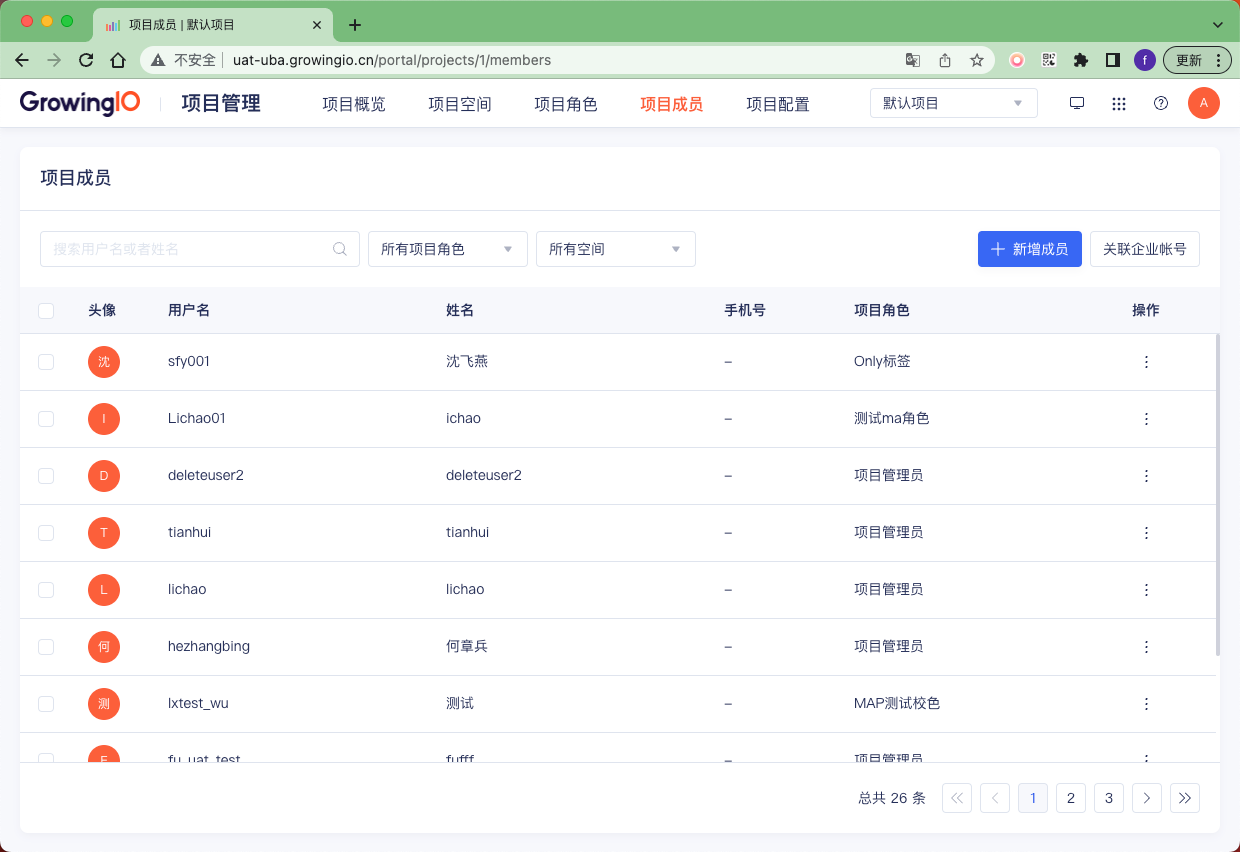 项目成员 | 默认项目
不安全 uat-uba.growingio.cn/portal/projects/1/members f 更新
GrowingIO 项目管理 项目概览 项目空间 项目角色 项目成员 项目配置 默认项目 A
项目成员
搜索用户名或者姓名 所有项目角色 所有空间 新增成员 关联企业帐号
头像 用户名 姓名 手机号 项目角色 操作
沈 sfy001 沈飞燕 – Only标签
I Lichao01 ichao – 测试ma角色
D deleteuser2 deleteuser2 – 项目管理员
T tianhui tianhui – 项目管理员
L lichao lichao – 项目管理员
何 hezhangbing 何章兵 – 项目管理员
测 lxtest_wu 测试 – MAP测试校色
F fu_uat_test fufff – 项目管理员
总共 26 条 1 2 3